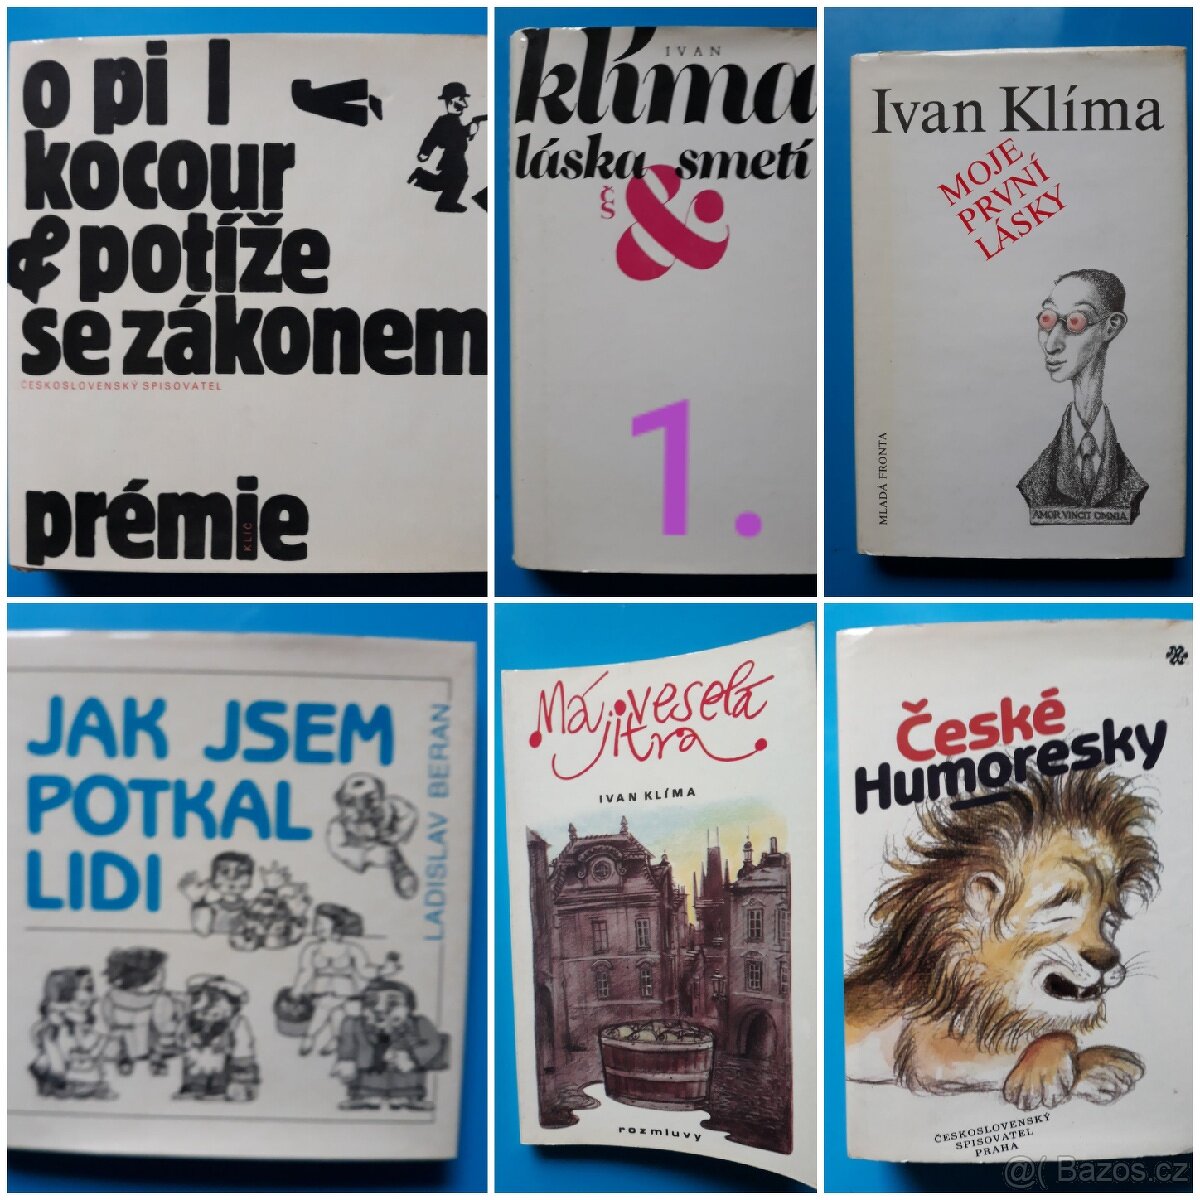 o pi l
kocour
& potíže
se zákonem
ČESKOSLOVENSKÝ SPISOVATEL
prémie
KLÍČ
IVAN
klíma
láska smetí
&
čs
1.
Ivan Klíma
MOJE
PRVNÍ
LÁSKY
MLADÁ FRONTA
AMOR VINCIT OMNIA
JAK JSEM
POTKAL
LIDI
LADISLAV BERAN
Má veselá
jitra
IVAN KLÍMA
rozmluvy
České
Humoresky
ČESKOSLOVENSKÝ
SPISOVATEL
PRAHA
@( Bazos.cz